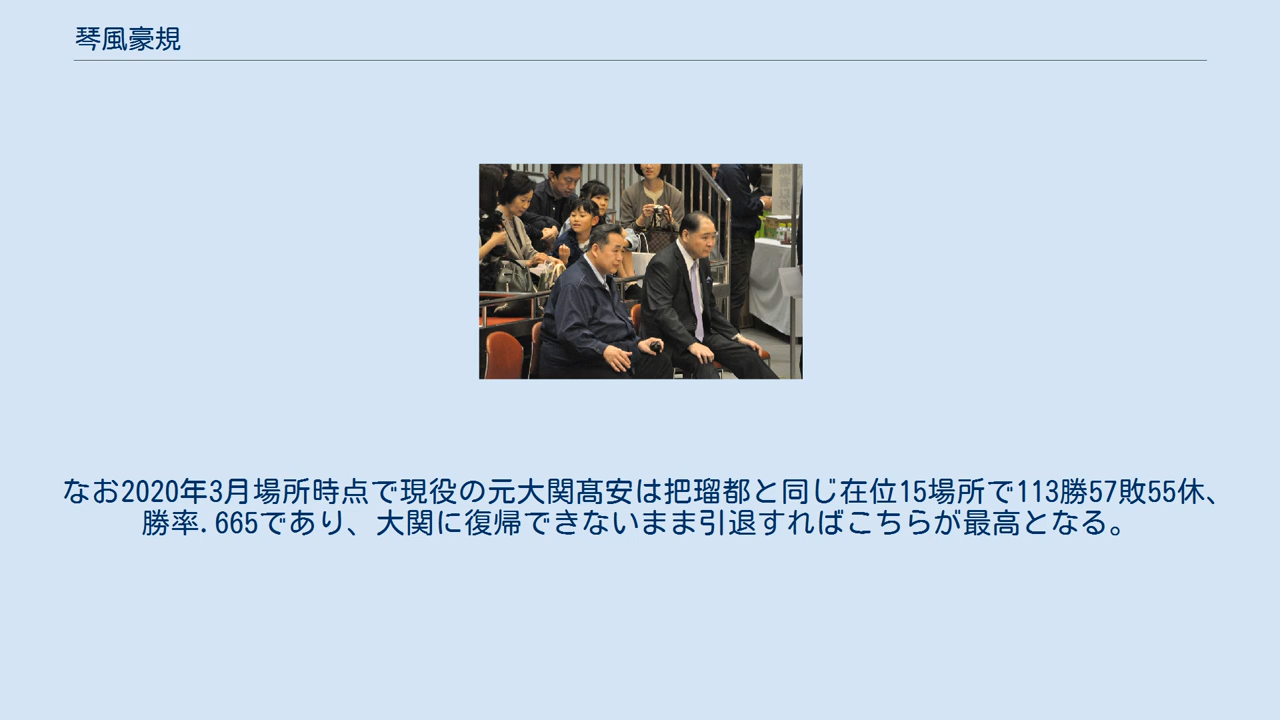 琴風豪規
なお2020年3月場所時点で現役の元大関髙安は把瑠都と同じ在位15場所で113勝57敗55休、
勝率.665であり、大関に復帰できないまま引退すればこちらが最高となる。